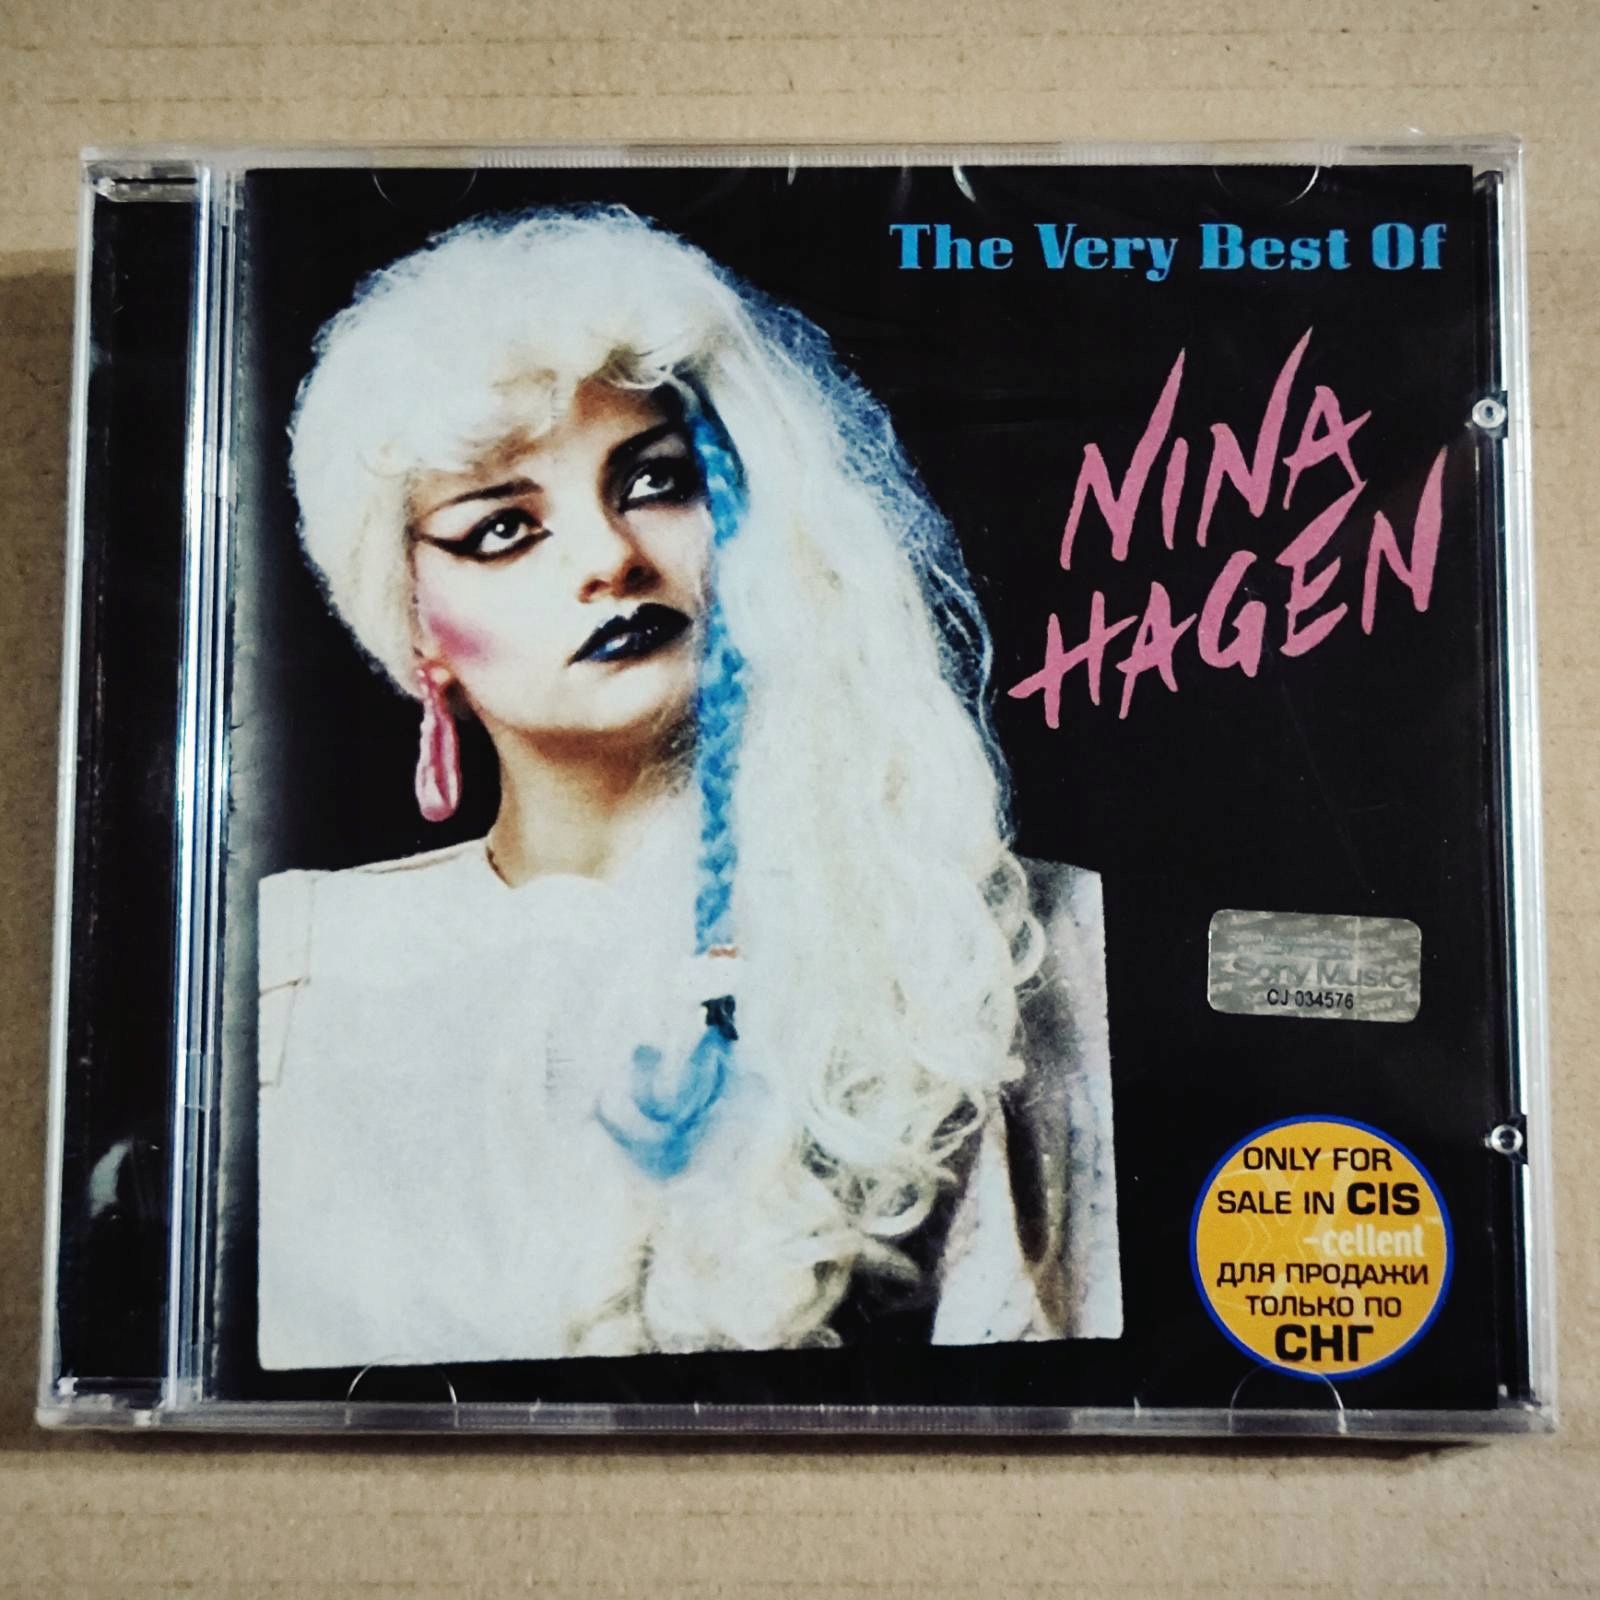 The Very Best Of
NINA
HAGEN
Sony Music
CJ 034576
ONLY FOR
SALE IN CIS
X-cellent™
ДЛЯ ПРОДАЖИ
ТОЛЬКО ПО
СНГ